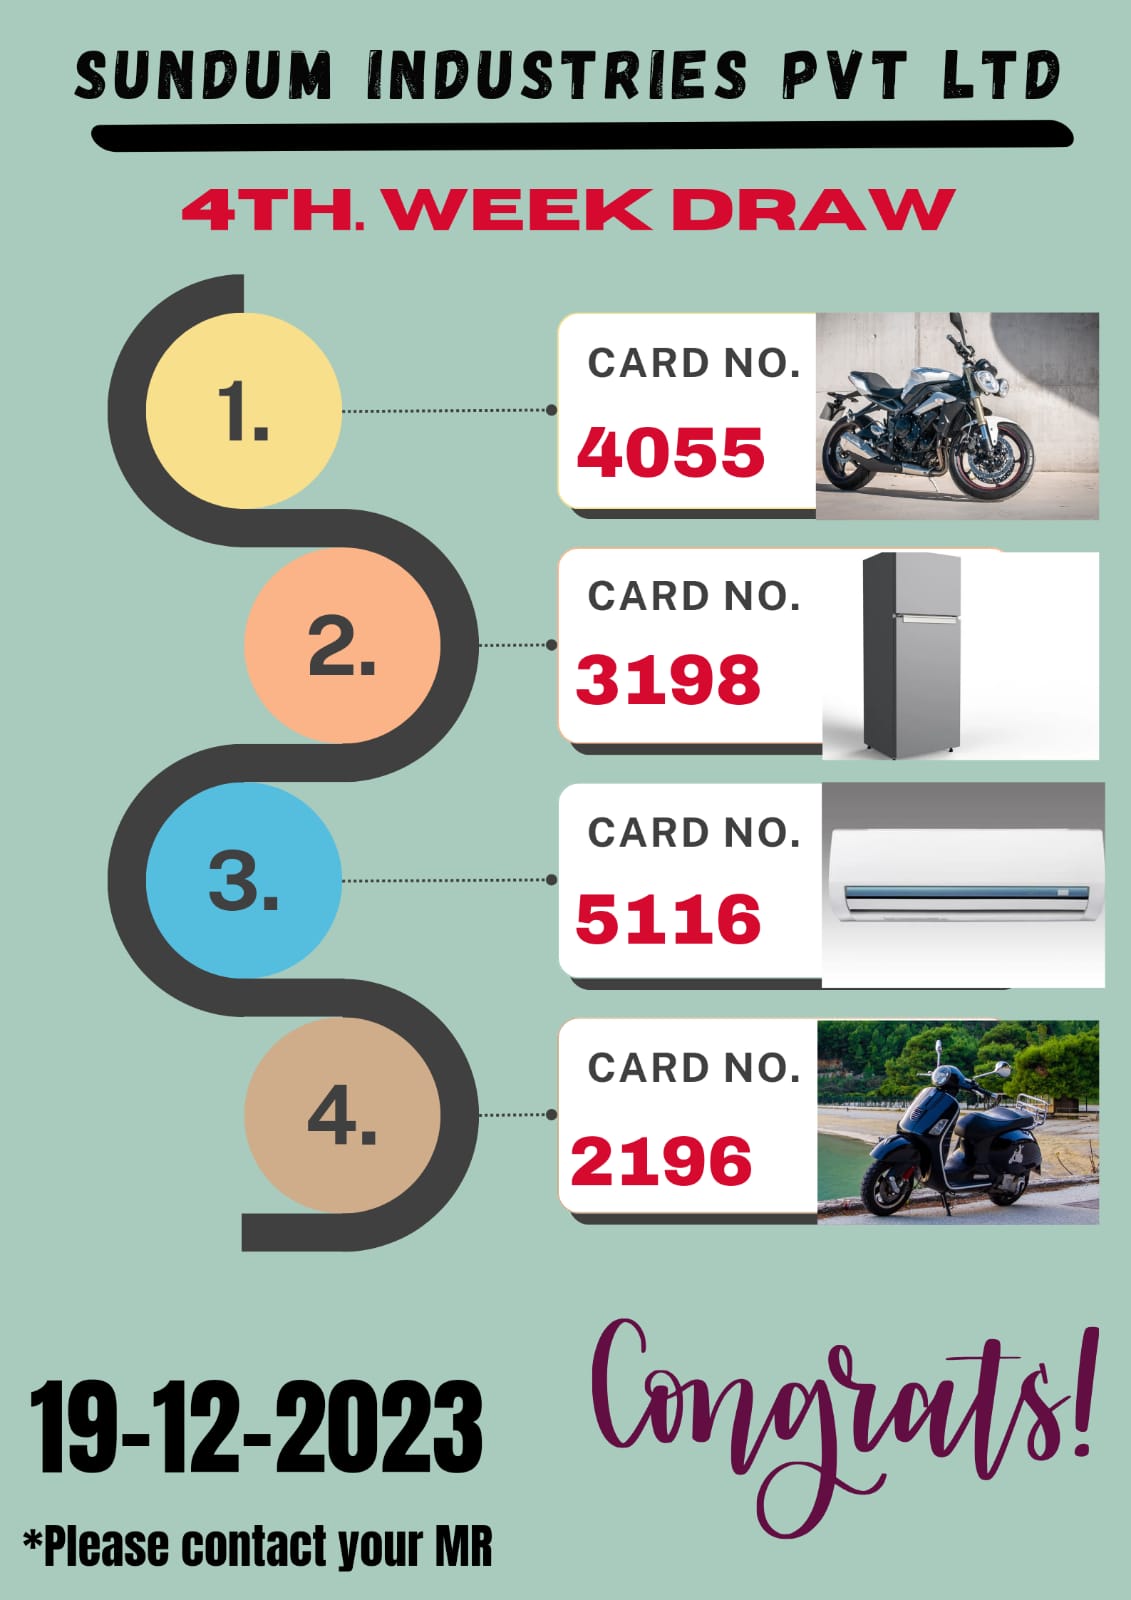 SUNDUM INDUSTRIES PVT LTD
4TH. WEEK DRAW
1.
CARD NO.
4055
2.
CARD NO.
3198
3.
CARD NO.
5116
4.
CARD NO.
2196
19-12-2023
Congrats!
*Please contact your MR